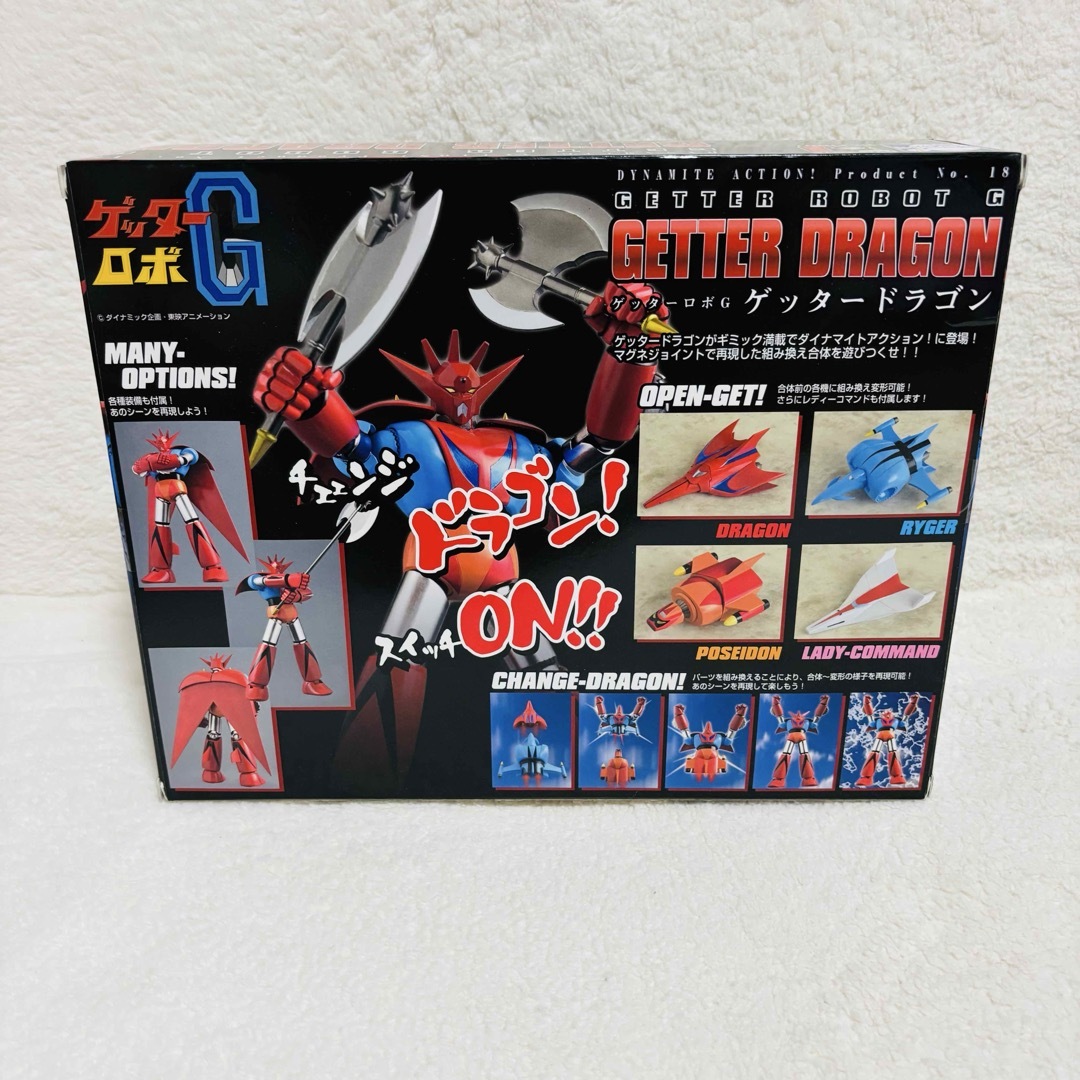 ゲッター
ロボG
© ダイナミック企画・東映アニメーション
DYNAMITE ACTION! Product No. 18
GETTER ROBOT G
GETTER DRAGON
ゲッターロボG ゲッタードラゴン
ゲッタードラゴンがギミック満載でダイナマイトアクション!に登場!
マグネジョイントで再現した組み換え合体を遊びつくせ!!
MANY-
OPTIONS!
各種装備も付属!
あのシーンを再現しよう!
OPEN-GET!
合体前の各機に組み換え変形可能!
さらにレディーコマンドも付属します!
DRAGON
RYGER
POSEIDON
LADY-COMMAND
チェェンジ
ドラゴン!
スイッチON!!
CHANGE-DRAGON!
パーツを組み換えることにより、合体―変形の様子を再現可能!
あのシーンを再現して楽しもう!